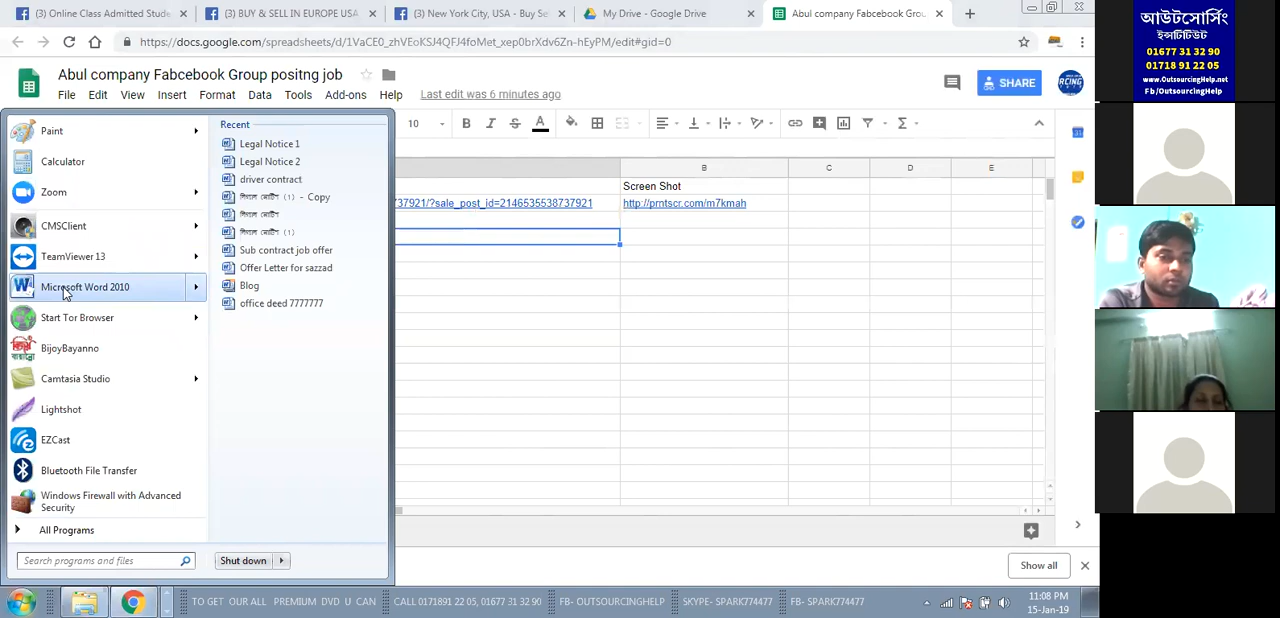 (3) Online Class Admitted Stude
(3) BUY & SELL IN EUROPE USA
(3) New York City, USA - Buy Se
My Drive - Google Drive
Abul company Fabcebook Grou
https://docs.google.com/spreadsheets/d/1VaCE0_zhVEoKSJ4QFJ4foMet_xep0brXdv6Zn-hEyPM/edit#gid=0
Abul company Fabcebook Group positng job
File Edit View Insert Format Data Tools Add-ons Help Last edit was 6 minutes ago
SHARE
RCING
10 B I S A Σ
B C D E
Screen Shot
737921/?sale_post_id=2146535538737921
http://prntscr.com/m7kmah
Paint
Calculator
Zoom
CMSClient
TeamViewer 13
Microsoft Word 2010
Start Tor Browser
BijoyBayanno
Camtasia Studio
Lightshot
EZCast
Bluetooth File Transfer
Windows Firewall with Advanced
Security
All Programs
Search programs and files
Shut down
Recent
Legal Notice 1
Legal Notice 2
driver contract
লিগাল নোটিশ (1) - Copy
লিগাল নোটিশ
লিগাল নোটিশ (1)
Sub contract job offer
Offer Letter for sazzad
Blog
office deed 7777777
Show all
TO GET OUR ALL PREMIUM DVD U CAN
CALL 0171891 22 05, 01677 31 32 90
FB- OUTSOURCINGHELP
SKYPE- SPARK774477
FB- SPARK774477
11:08 PM
15-Jan-19
আউটসোর্সিং
ইন্সটিটিউট
01677 31 32 90
01718 91 22 05
www.OutsourcingHelp.net
Fb/OutsourcingHelp